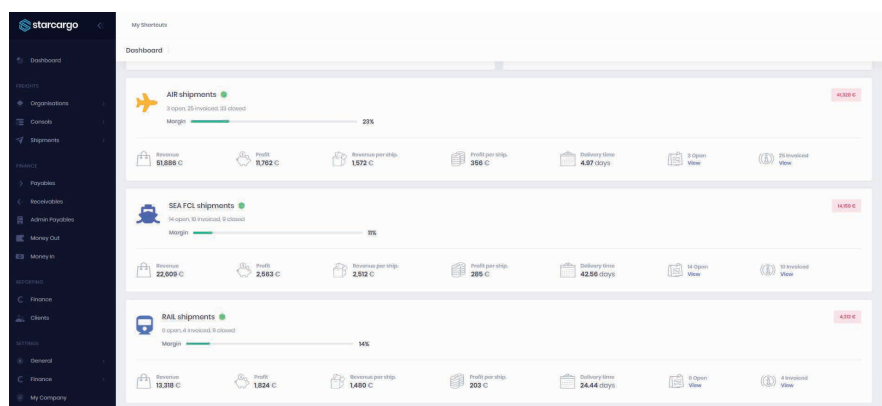 starcargo
My Shortcuts
Dashboard
Dashboard
FREIGHTS
Organisations
Consols
Shipments
FINANCE
Payables
Receivables
Admin Payables
Money Out
Money In
REPORTING
Finance
Clients
SETTINGS
General
Finance
My Company
AIR shipments
3 open, 25 invoiced, 33 closed
Margin 23%
Revenue
51,886 €
Profit
11,762 €
Revenue per ship.
1,572 €
Profit per ship.
356 €
Delivery time
4.97 days
3 Open
View
25 Invoiced
View
SEA FCL shipments
14 open, 10 invoiced, 9 closed
Margin 11%
Revenue
22,609 €
Profit
2,563 €
Revenue per ship.
2,512 €
Profit per ship.
285 €
Delivery time
42.56 days
14 Open
View
10 Invoiced
View
RAIL shipments
0 open, 4 invoiced, 9 closed
Margin 14%
Revenue
13,318 €
Profit
1,824 €
Revenue per ship.
1,480 €
Profit per ship.
203 €
Delivery time
24.44 days
0 Open
View
4 Invoiced
View